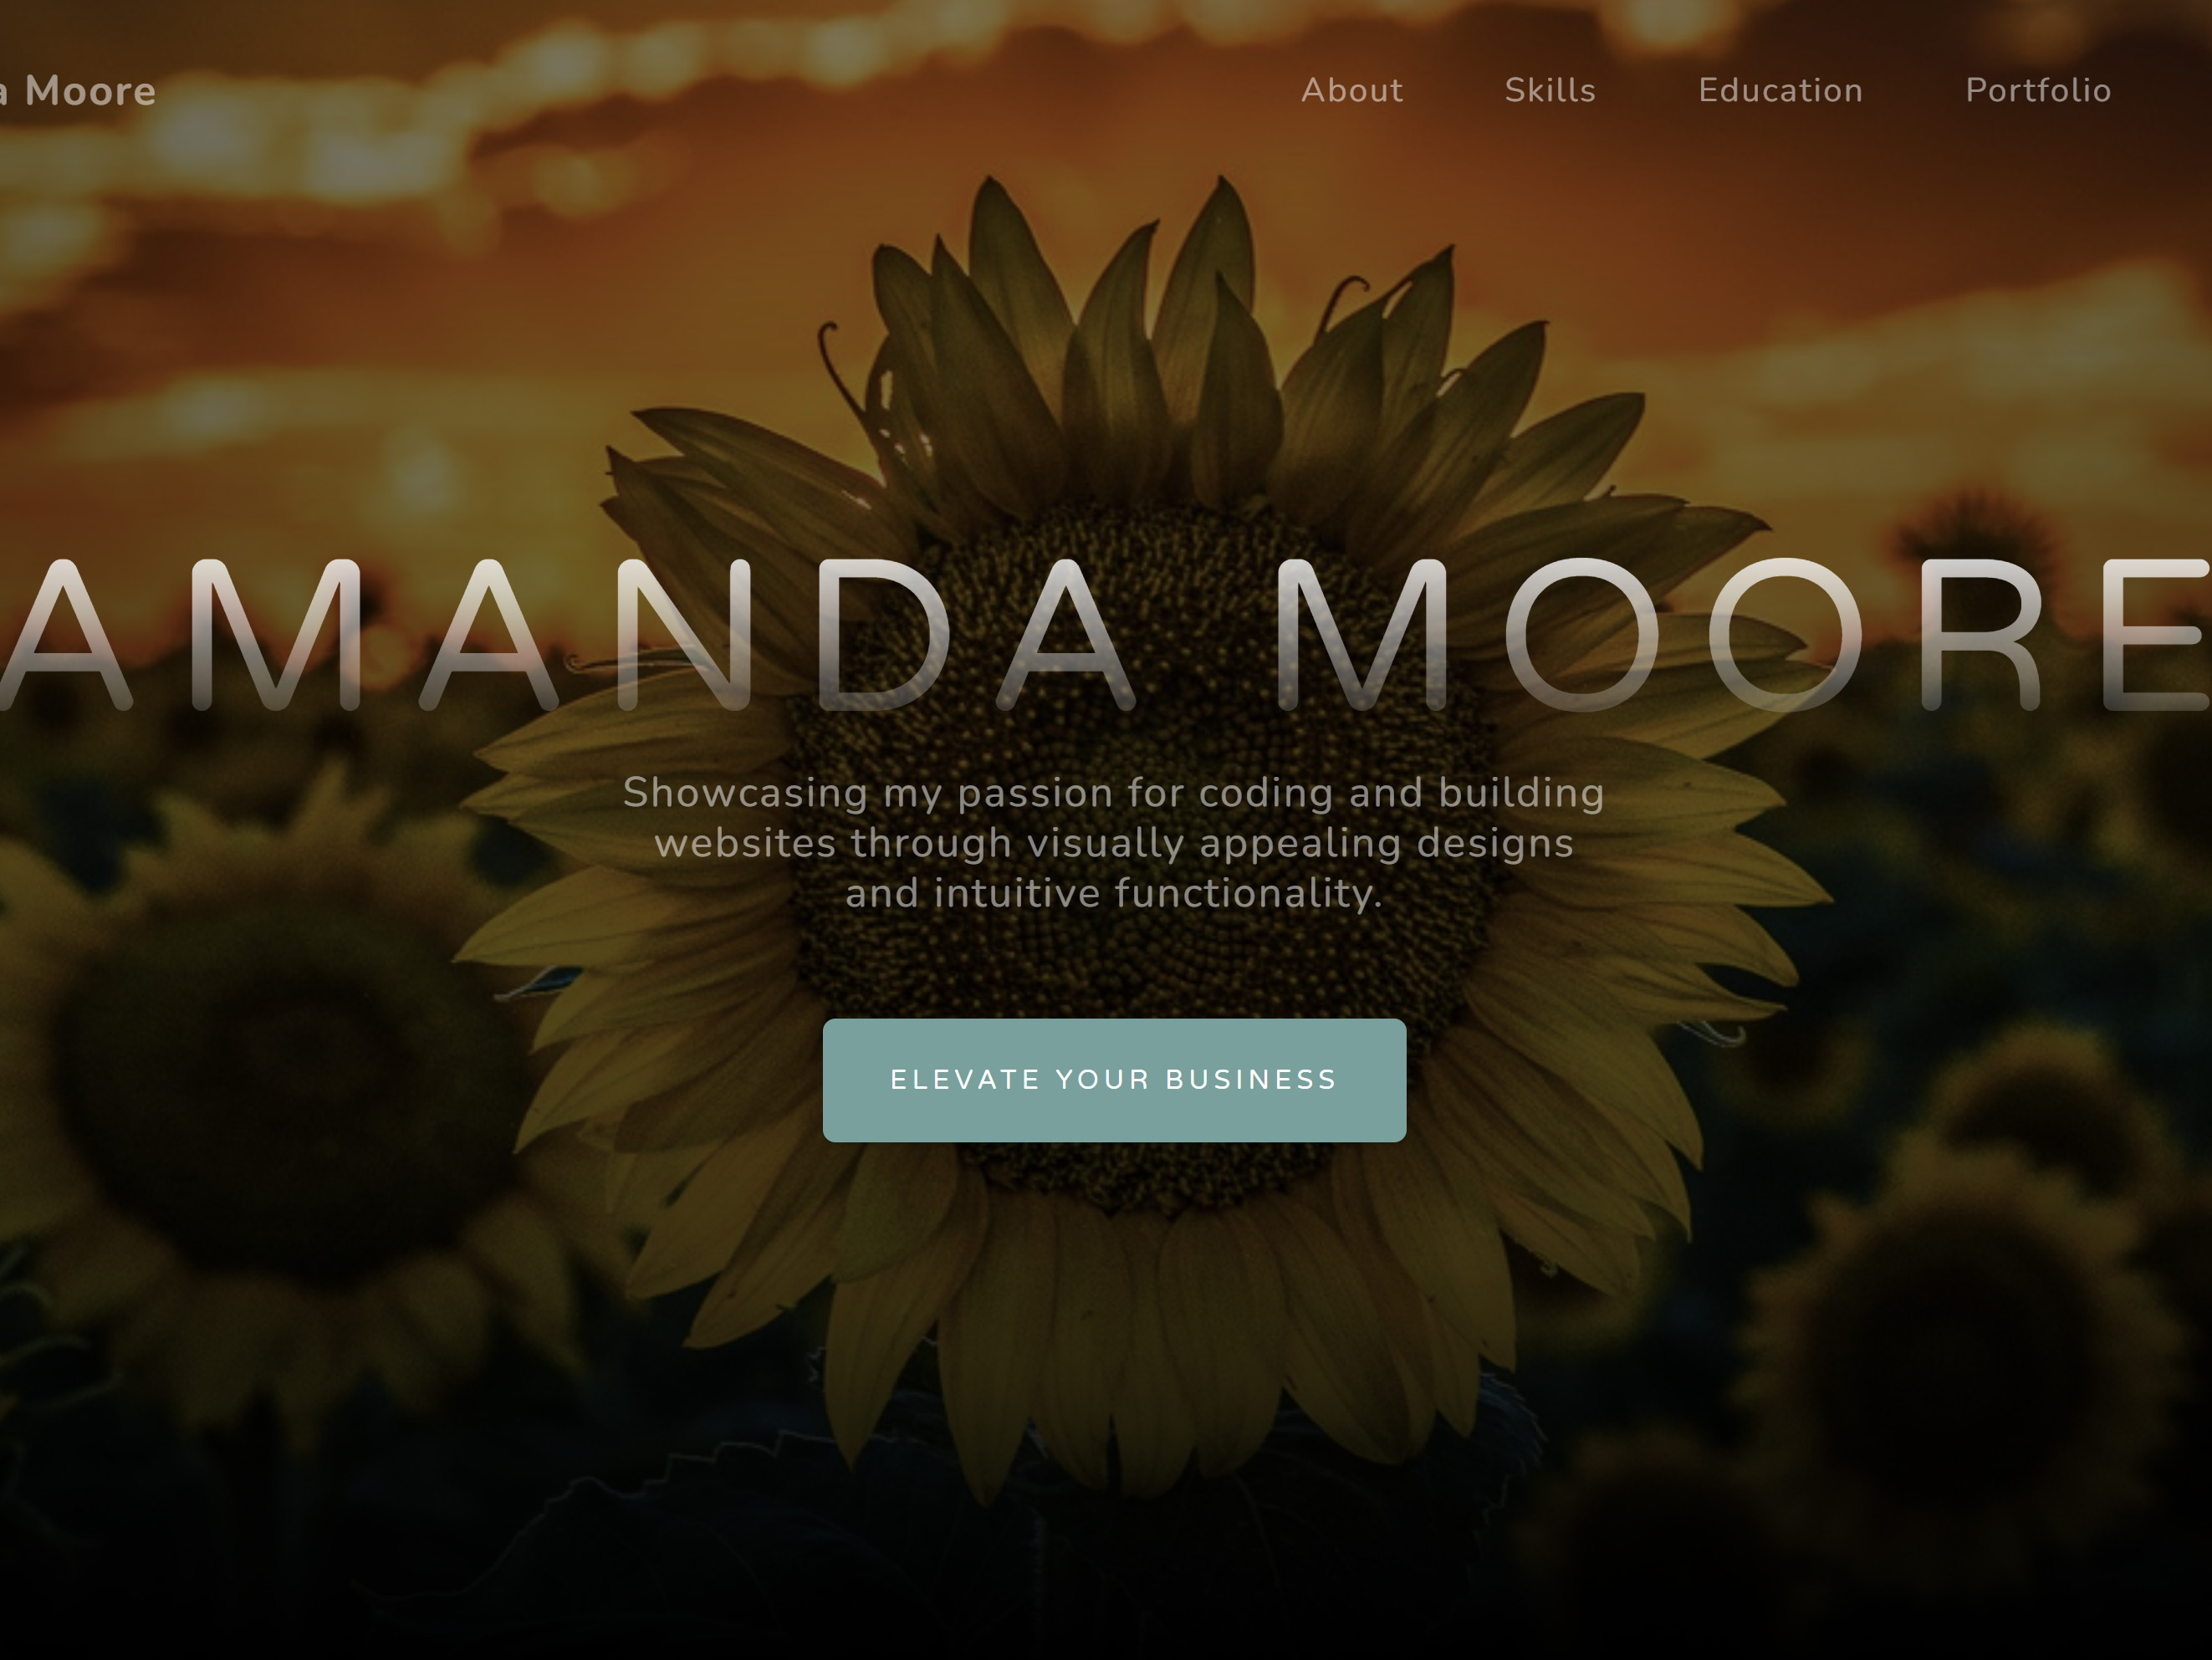 a Moore
About Skills Education Portfolio
AMANDA MOORE
Showcasing my passion for coding and building
websites through visually appealing designs
and intuitive functionality.
ELEVATE YOUR BUSINESS